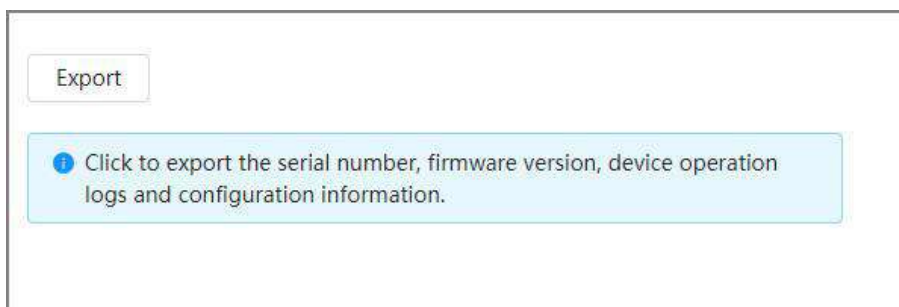 Export
Click to export the serial number, firmware version, device operation
logs and configuration information.